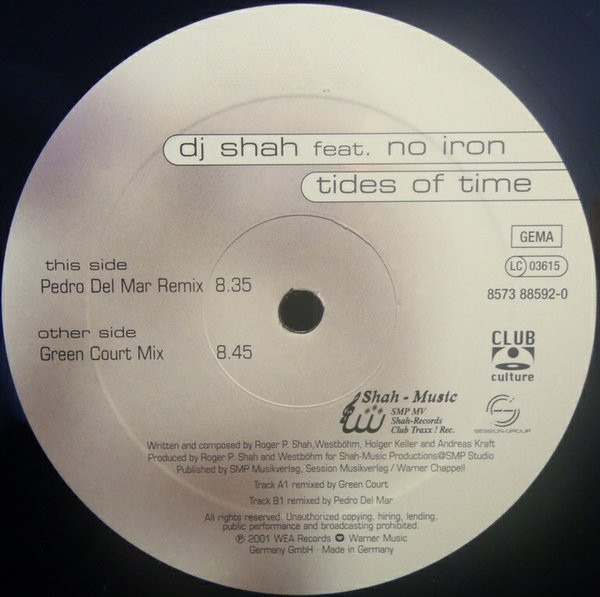 dj shah feat. no iron
tides of time
GEMA
LC 03615
8573 88592-0
this side
Pedro Del Mar Remix 8.35
other side
Green Court Mix 8.45
CLUB
culture
Shah - Music
SMP MV
Shah-Records
Club Traxx ! Rec.
SESSION GROUP
Written and composed by Roger P. Shah,Westböhm, Holger Keller and Andreas Kraft
Produced by Roger P. Shah and Westböhm for Shah-Music Productions@SMP Studio
Published by SMP Musikverlag, Session Musikverlag / Warner Chappell
Track A1 remixed by Green Court
Track B1 remixed by Pedro Del Mar
All rights reserved. Unauthorized copying, hiring, lending,
public performance and broadcasting prohibited.
℗ 2001 WEA Records Warner Music
Germany GmbH · Made in Germany